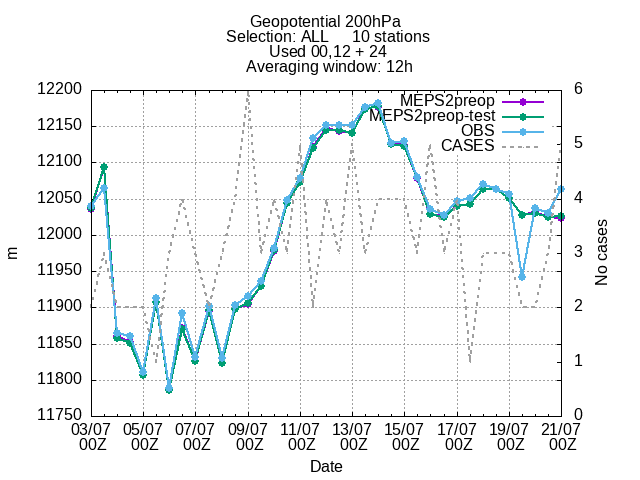 Geopotential 200hPa
Selection: ALL 10 stations
Used 00,12 + 24
Averaging window: 12h
12200
12150
12100
12050
12000
11950
11900
11850
11800
11750
m
6
5
4
3
2
1
0
No cases
MEPS2preop
MEPS2preop-test
OBS
CASES
03/07 05/07 07/07 09/07 11/07 13/07 15/07 17/07 19/07 21/07
00Z 00Z 00Z 00Z 00Z 00Z 00Z 00Z 00Z 00Z
Date